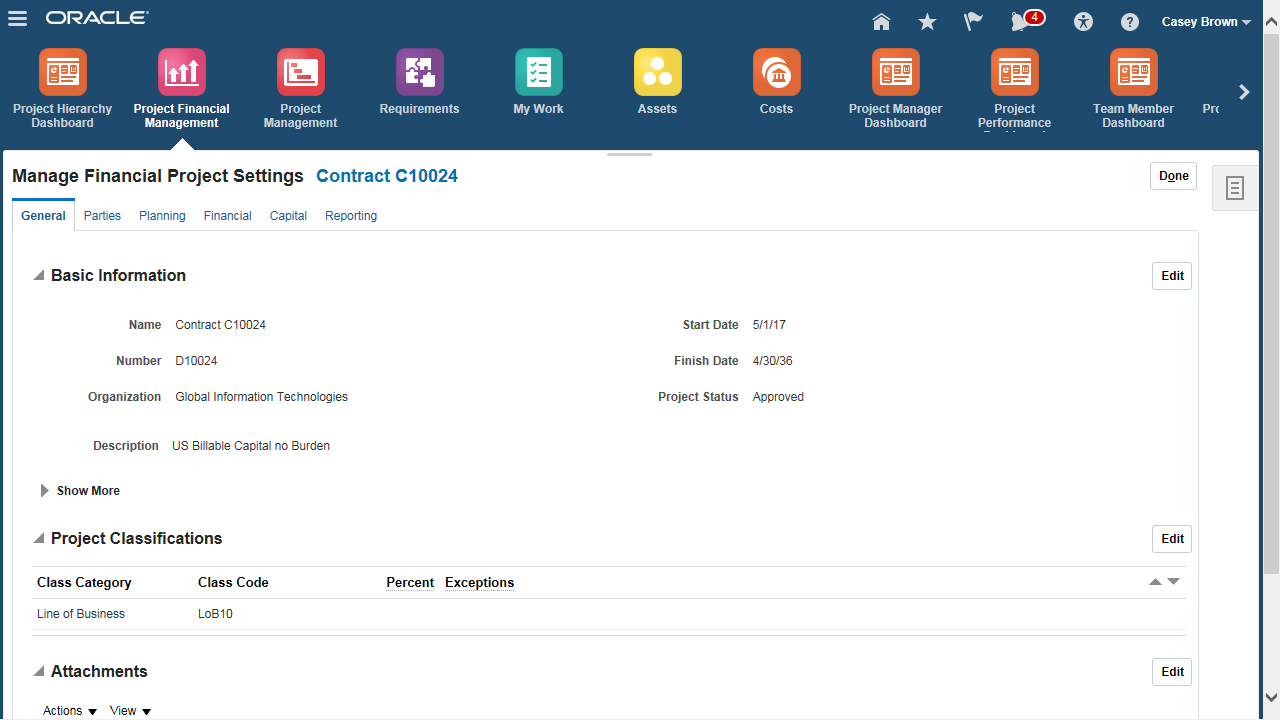 ORACLE
4
Casey Brown
Project Hierarchy Dashboard
Project Financial Management
Project Management
Requirements
My Work
Assets
Costs
Project Manager Dashboard
Project Performance
Team Member Dashboard
Manage Financial Project Settings Contract C10024
Done
General Parties Planning Financial Capital Reporting
Basic Information
Edit
Name Contract C10024
Start Date 5/1/17
Number D10024
Finish Date 4/30/36
Organization Global Information Technologies
Project Status Approved
Description US Billable Capital no Burden
Show More
Project Classifications
Edit
Class Category Class Code Percent Exceptions
Line of Business LoB10
Attachments
Edit
Actions View